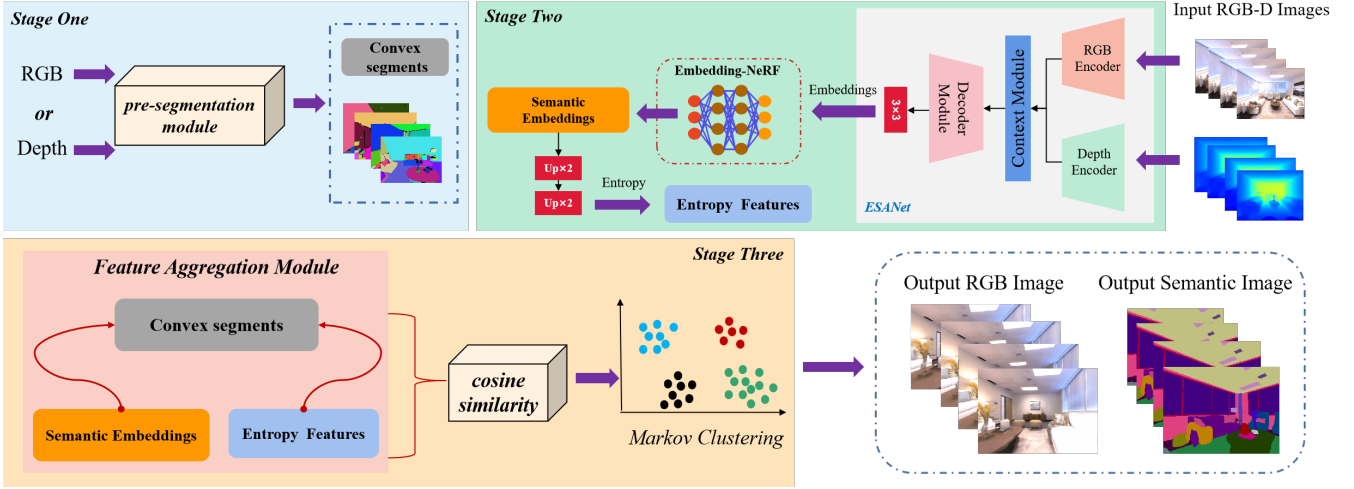 Stage One
RGB
or
Depth
pre-segmentation
module
Convex
segments
Stage Two
Semantic
Embeddings
Up×2
Up×2
Entropy
Entropy Features
Embedding-NeRF
Embeddings
3×3
Decoder
Module
Context Module
RGB
Encoder
Depth
Encoder
ESANet
Input RGB-D Images
Stage Three
Feature Aggregation Module
Convex segments
Semantic Embeddings
Entropy Features
cosine
similarity
Markov Clustering
Output RGB Image
Output Semantic Image